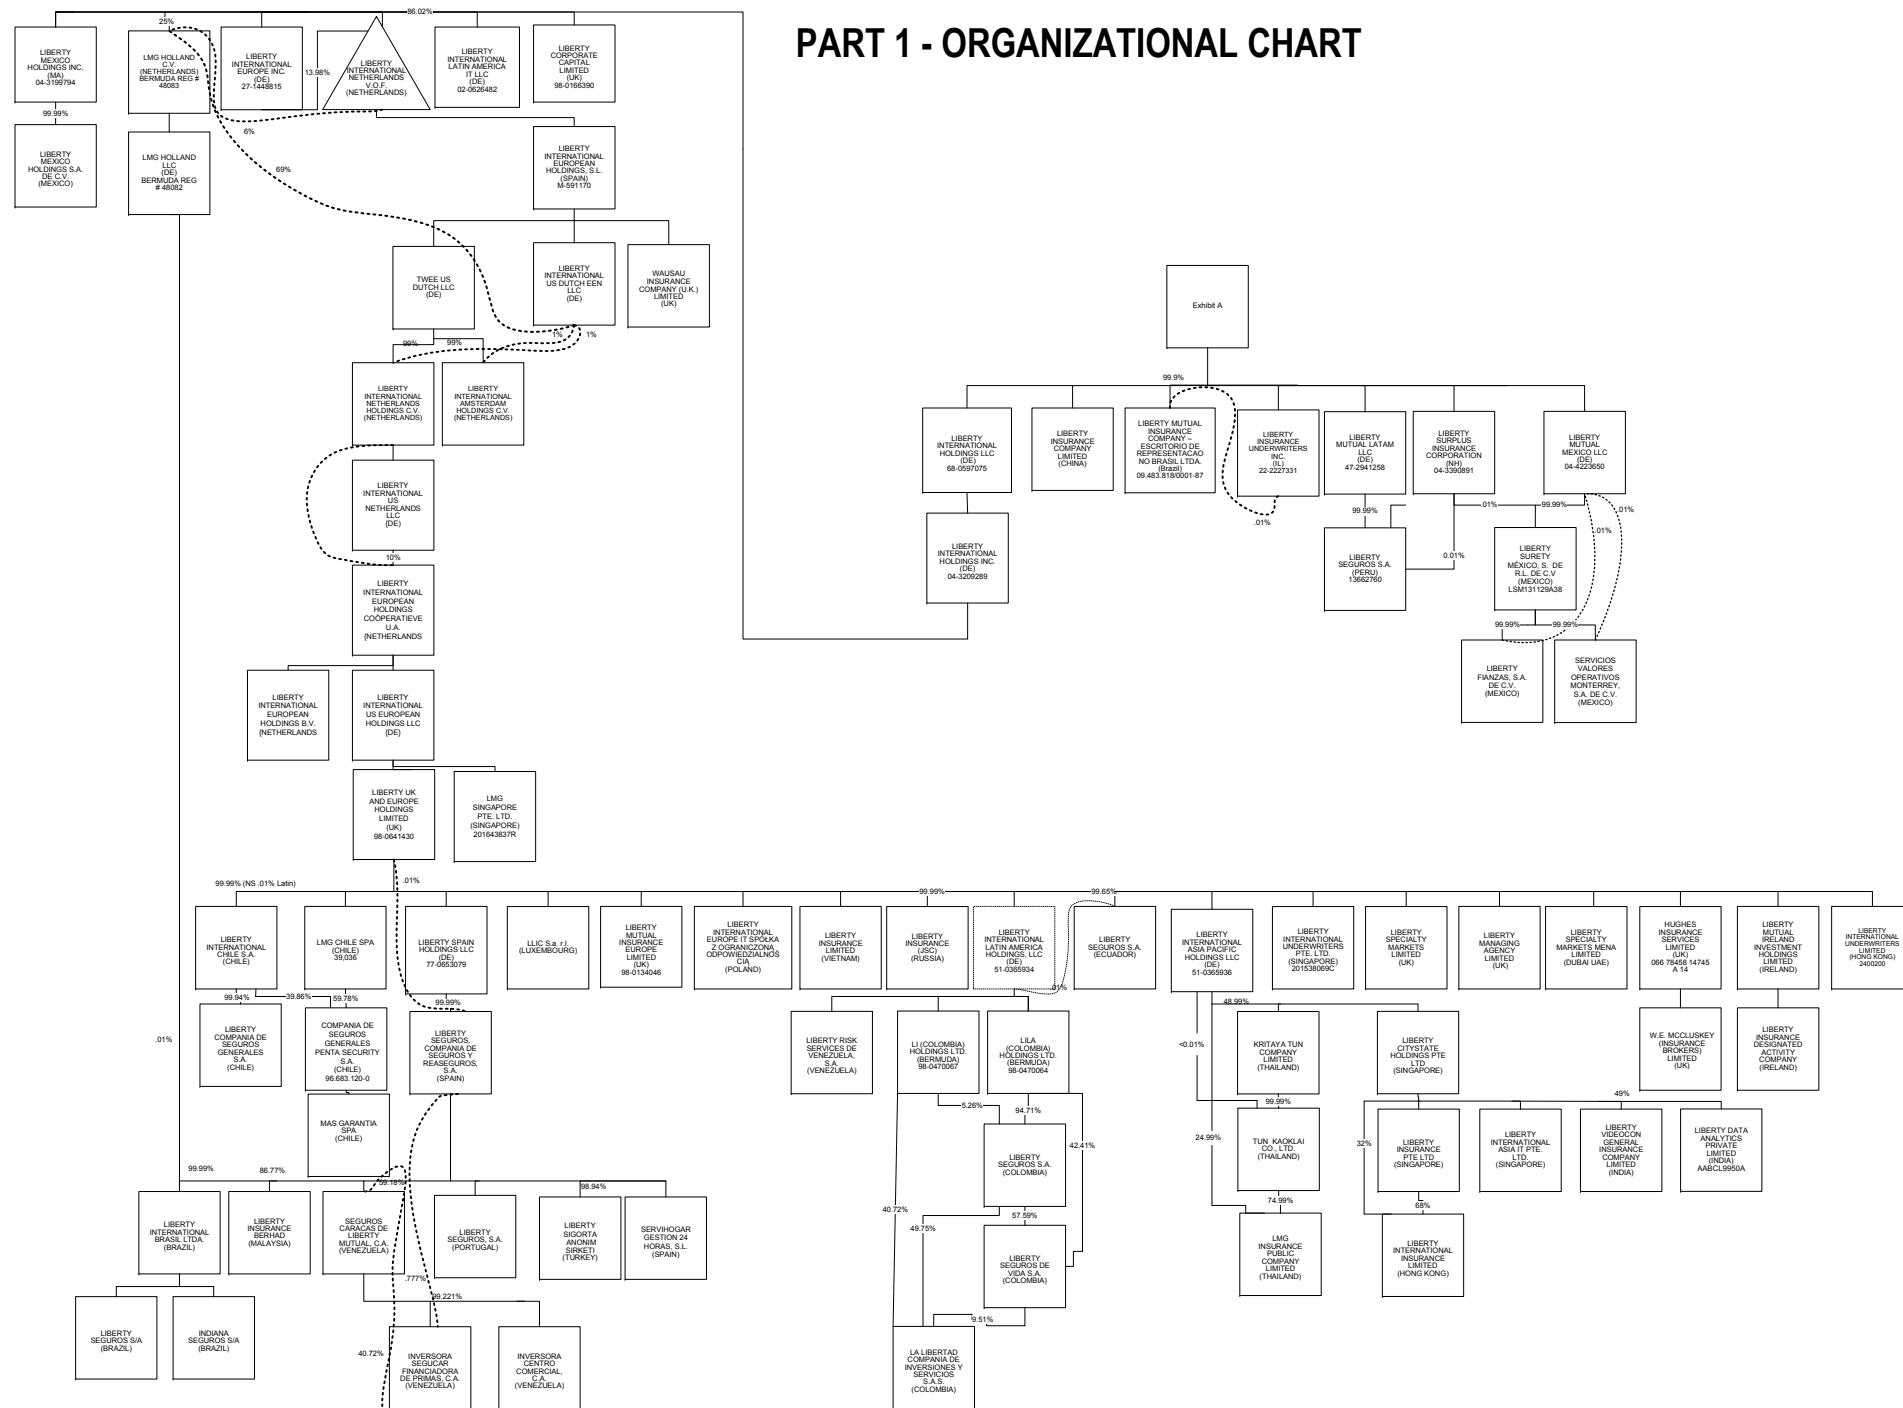 PART 1 - ORGANIZATIONAL CHART
86.02%
25%
13.98%
LIBERTY
MEXICO
HOLDINGS INC.
(MA)
04-3199794
LMG HOLLAND
C.V.
(NETHERLANDS)
BERMUDA REG #
48083
LIBERTY
INTERNATIONAL
EUROPE INC.
(DE)
27-1448815
LIBERTY
INTERNATIONAL
NETHERLANDS
V.O.F.
(NETHERLANDS)
LIBERTY
INTERNATIONAL
LATIN AMERICA
IT LLC
(DE)
02-0626482
LIBERTY
CORPORATE
CAPITAL
LIMITED
(UK)
98-0166390
99.99%
6%
69%
LIBERTY
MEXICO
HOLDINGS S.A.
DE C.V.
(MEXICO)
LMG HOLLAND
LLC
(DE)
BERMUDA REG
# 48082
LIBERTY
INTERNATIONAL
EUROPEAN
HOLDINGS, S.L.
(SPAIN)
M-591170
TWEE US
DUTCH LLC
(DE)
LIBERTY
INTERNATIONAL
US DUTCH EEN
LLC
(DE)
WAUSAU
INSURANCE
COMPANY (U.K.)
LIMITED
(UK)
1%
1%
99%
99%
LIBERTY
INTERNATIONAL
NETHERLANDS
HOLDINGS C.V.
(NETHERLANDS)
LIBERTY
INTERNATIONAL
AMSTERDAM
HOLDINGS C.V.
(NETHERLANDS)
LIBERTY
INTERNATIONAL
US
NETHERLANDS
LLC
(DE)
10%
LIBERTY
INTERNATIONAL
EUROPEAN
HOLDINGS
COÖPERATIEVE
U.A.
(NETHERLANDS
LIBERTY
INTERNATIONAL
EUROPEAN
HOLDINGS B.V.
(NETHERLANDS
LIBERTY
INTERNATIONAL
US EUROPEAN
HOLDINGS LLC
(DE)
LIBERTY UK
AND EUROPE
HOLDINGS
LIMITED
(UK)
98-0641430
LMG
SINGAPORE
PTE. LTD.
(SINGAPORE)
201643837R
Exhibit A
99.9%
LIBERTY
INTERNATIONAL
HOLDINGS LLC
(DE)
68-0597075
LIBERTY
INSURANCE
COMPANY
LIMITED
(CHINA)
LIBERTY MUTUAL
INSURANCE
COMPANY –
ESCRITORIO DE
REPRESENTACAO
NO BRASIL LTDA.
(Brazil)
09.483.818/0001-87
LIBERTY
INSURANCE
UNDERWRITERS
INC.
(IL)
22-2227331
LIBERTY
MUTUAL LATAM
LLC
(DE)
47-2941258
LIBERTY
SURPLUS
INSURANCE
CORPORATION
(NH)
04-3390891
LIBERTY
MUTUAL
MEXICO LLC
(DE)
04-4223650
.01%
99.99%
.01%
99.99%
.01%
.01%
0.01%
LIBERTY
INTERNATIONAL
HOLDINGS INC.
(DE)
04-3209289
LIBERTY
SEGUROS S.A.
(PERU)
13662760
LIBERTY
SURETY
MÉXICO, S. DE
R.L. DE C.V
(MEXICO)
LSM131129A38
99.99%
99.99%
LIBERTY
FIANZAS, S.A.
DE C.V.
(MEXICO)
SERVICIOS
VALORES
OPERATIVOS
MONTERREY,
S.A. DE C.V.
(MEXICO)
99.99% (NS .01% Latin)
.01%
99.99%
99.65%
LIBERTY
INTERNATIONAL
CHILE S.A.
(CHILE)
LMG CHILE SPA
(CHILE)
39,036
LIBERTY SPAIN
HOLDINGS LLC
(DE)
77-0653079
LLIC S.a. r.l.
(LUXEMBOURG)
LIBERTY
MUTUAL
INSURANCE
EUROPE
LIMITED
(UK)
98-0134046
LIBERTY
INTERNATIONAL
EUROPE IT SPÓŁKA
Z OGRANICZONĄ
ODPOWIEDZIALNOŚ
CIĄ
(POLAND)
LIBERTY
INSURANCE
LIMITED
(VIETNAM)
LIBERTY
INSURANCE
(JSC)
(RUSSIA)
LIBERTY
INTERNATIONAL
LATIN AMERICA
HOLDINGS, LLC
(DE)
51-0365934
LIBERTY
SEGUROS S.A.
(ECUADOR)
LIBERTY
INTERNATIONAL
ASIA PACIFIC
HOLDINGS LLC
(DE)
51-0365936
LIBERTY
INTERNATIONAL
UNDERWRITERS
PTE. LTD.
(SINGAPORE)
201538069C
LIBERTY
SPECIALTY
MARKETS
LIMITED
(UK)
LIBERTY
MANAGING
AGENCY
LIMITED
(UK)
LIBERTY
SPECIALTY
MARKETS MENA
LIMITED
(DUBAI UAE)
HUGHES
INSURANCE
SERVICES
LIMITED
(UK)
066 78458 14745
A 14
LIBERTY
MUTUAL
IRELAND
INVESTMENT
HOLDINGS
LIMITED
(IRELAND)
LIBERTY
INTERNATIONAL
UNDERWRITERS
LIMITED
(HONG KONG)
2400200
99.94%
39.86%
59.78%
99.99%
.01%
48.99%
LIBERTY
COMPANIA DE
SEGUROS
GENERALES
S.A.
(CHILE)
COMPANIA DE
SEGUROS
GENERALES
PENTA SECURITY
S.A.
(CHILE)
96.683.120-0
LIBERTY
SEGUROS,
COMPANIA DE
SEGUROS Y
REASEGUROS,
S.A.
(SPAIN)
LIBERTY RISK
SERVICES DE
VENEZUELA,
S.A.
(VENEZUELA)
LI (COLOMBIA)
HOLDINGS LTD.
(BERMUDA)
98-0470067
LILA
(COLOMBIA)
HOLDINGS LTD.
(BERMUDA)
98-0470064
<0.01%
KRITAYA TUN
COMPANY
LIMITED
(THAILAND)
LIBERTY
CITYSTATE
HOLDINGS PTE
LTD
(SINGAPORE)
W.E. MCCLUSKEY
(INSURANCE
BROKERS)
LIMITED
(UK)
LIBERTY
INSURANCE
DESIGNATED
ACTIVITY
COMPANY
(IRELAND)
.01%
MAS GARANTIA
SPA
(CHILE)
5.26%
94.71%
42.41%
99.99%
24.99%
32%
49%
LIBERTY
SEGUROS S.A.
(COLOMBIA)
TUN KAOKLAI
CO., LTD.
(THAILAND)
LIBERTY
INSURANCE
PTE LTD
(SINGAPORE)
LIBERTY
INTERNATIONAL
ASIA IT PTE.
LTD.
(SINGAPORE)
LIBERTY
VIDEOCON
GENERAL
INSURANCE
COMPANY
LIMITED
(INDIA)
LIBERTY DATA
ANALYTICS
PRIVATE
LIMITED
(INDIA)
AABCL9950A
99.99%
86.77%
59.18%
98.94%
LIBERTY
INTERNATIONAL
BRASIL LTDA.
(BRAZIL)
LIBERTY
INSURANCE
BERHAD
(MALAYSIA)
SEGUROS
CARACAS DE
LIBERTY
MUTUAL, C.A.
(VENEZUELA)
LIBERTY
SEGUROS, S.A.
(PORTUGAL)
LIBERTY
SIGORTA
ANONIM
SIRKETI
(TURKEY)
SERVIHOGAR
GESTION 24
HORAS, S.L.
(SPAIN)
40.72%
49.75%
57.59%
74.99%
68%
LIBERTY
SEGUROS DE
VIDA S.A.
(COLOMBIA)
LMG
INSURANCE
PUBLIC
COMPANY
LIMITED
(THAILAND)
LIBERTY
INTERNATIONAL
INSURANCE
LIMITED
(HONG KONG)
.777%
99.221%
9.51%
40.72%
LIBERTY
SEGUROS S/A
(BRAZIL)
INDIANA
SEGUROS S/A
(BRAZIL)
INVERSORA
SEGUCAR
FINANCIADORA
DE PRIMAS, C.A.
(VENEZUELA)
INVERSORA
CENTRO
COMERCIAL,
C.A.
(VENEZUELA)
LA LIBERTAD
COMPANIA DE
INVERSIONES Y
SERVICIOS
S.A.S.
(COLOMBIA)